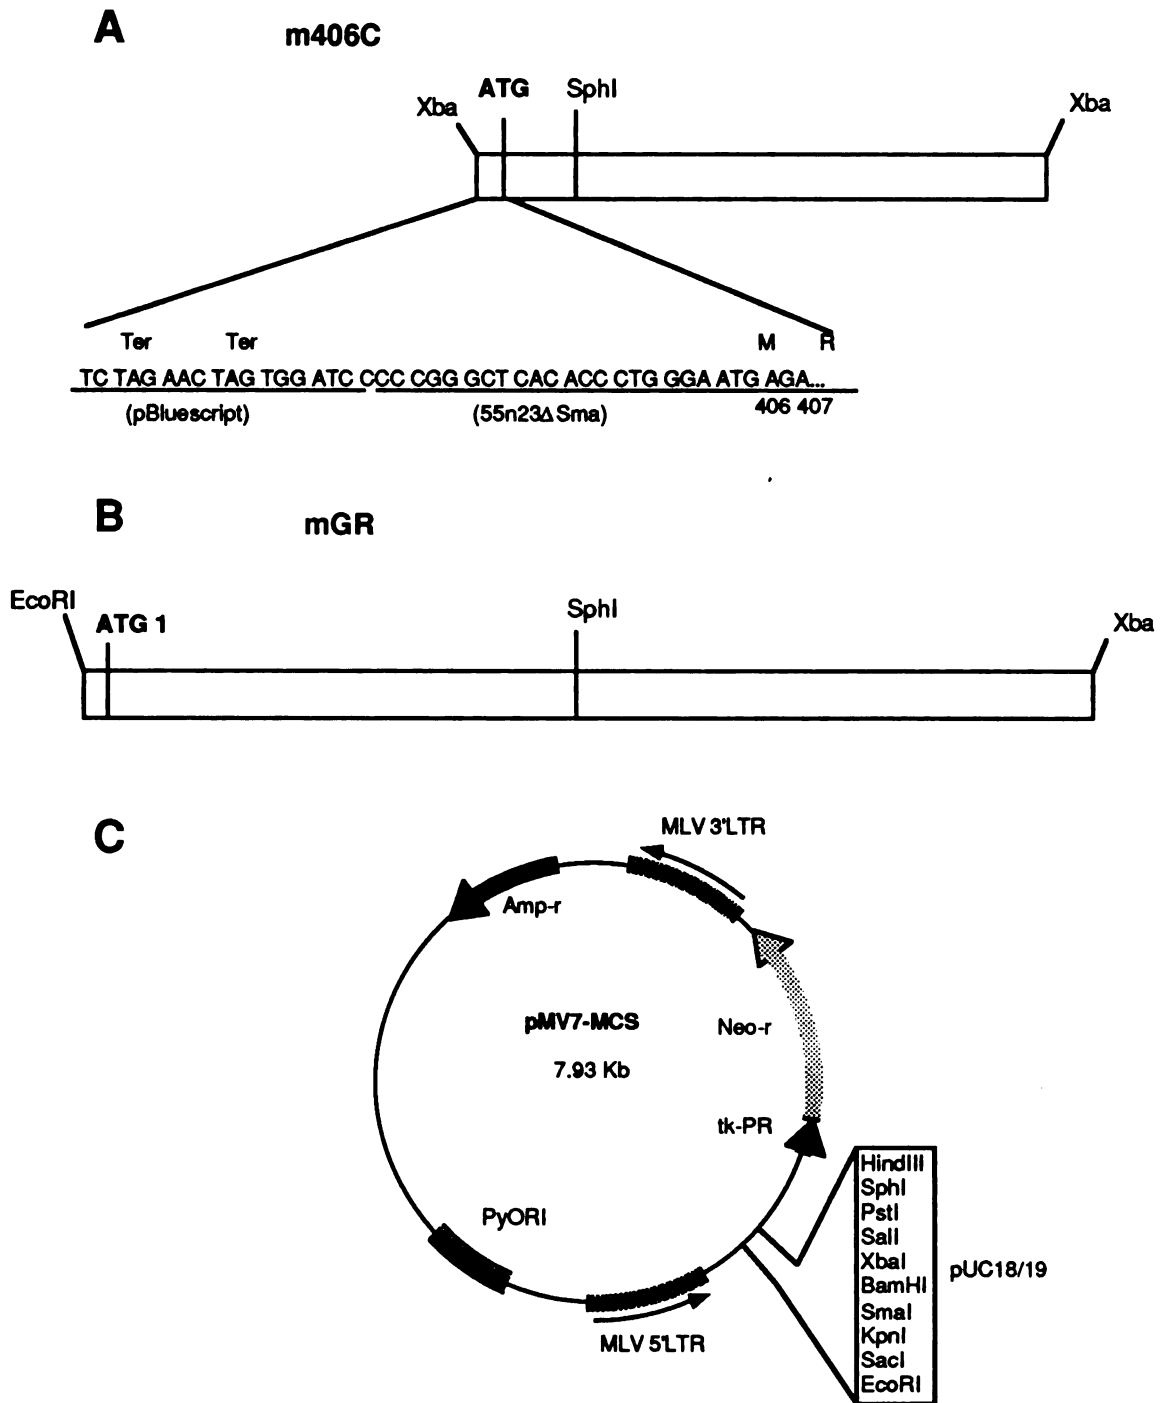 A
m406C
Xba
ATG
SphI
Xba
Ter Ter M R
TC TAG AAC TAG TGG ATC CCC CGG GCT CAC ACC CTG GGA ATG AGA...
(pBluescript) (55n23Δ Sma) 406 407
B
mGR
EcoRI
ATG 1
SphI
Xba
C
MLV 3'LTR
Amp-r
pMV7-MCS
7.93 Kb
Neo-r
tk-PR
PyORI
MLV 5'LTR
HindIII
SphI
PstI
SalI
XbaI
BamHI
SmaI
KpnI
SacI
EcoRI
pUC18/19